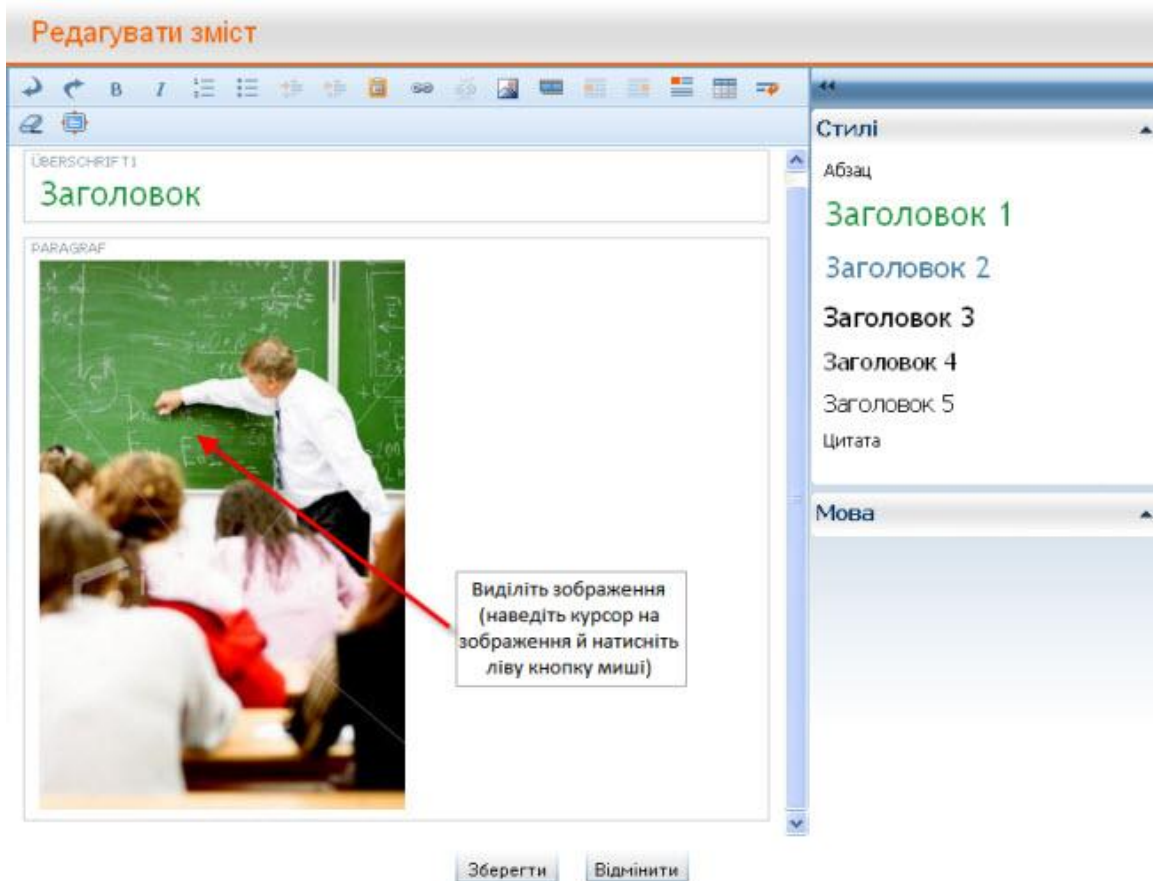 Редагувати зміст
B I
Стилі
Абзац
Заголовок 1
Заголовок 2
Заголовок 3
Заголовок 4
Заголовок 5
Цитата
Мова
ÜBERSCHRIFT1
Заголовок
PARAGRAF
Виділіть зображення
(наведіть курсор на
зображення й натисніть
ліву кнопку миші)
Зберегти Відмінити